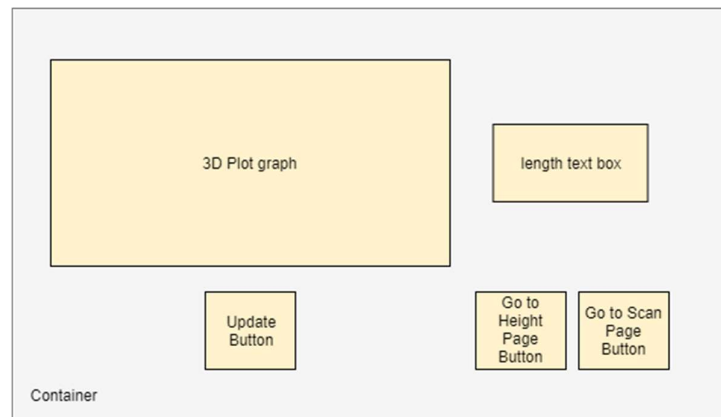 3D Plot graph
length text box
Update
Button
Go to
Height
Page
Button
Go to Scan
Page
Button
Container